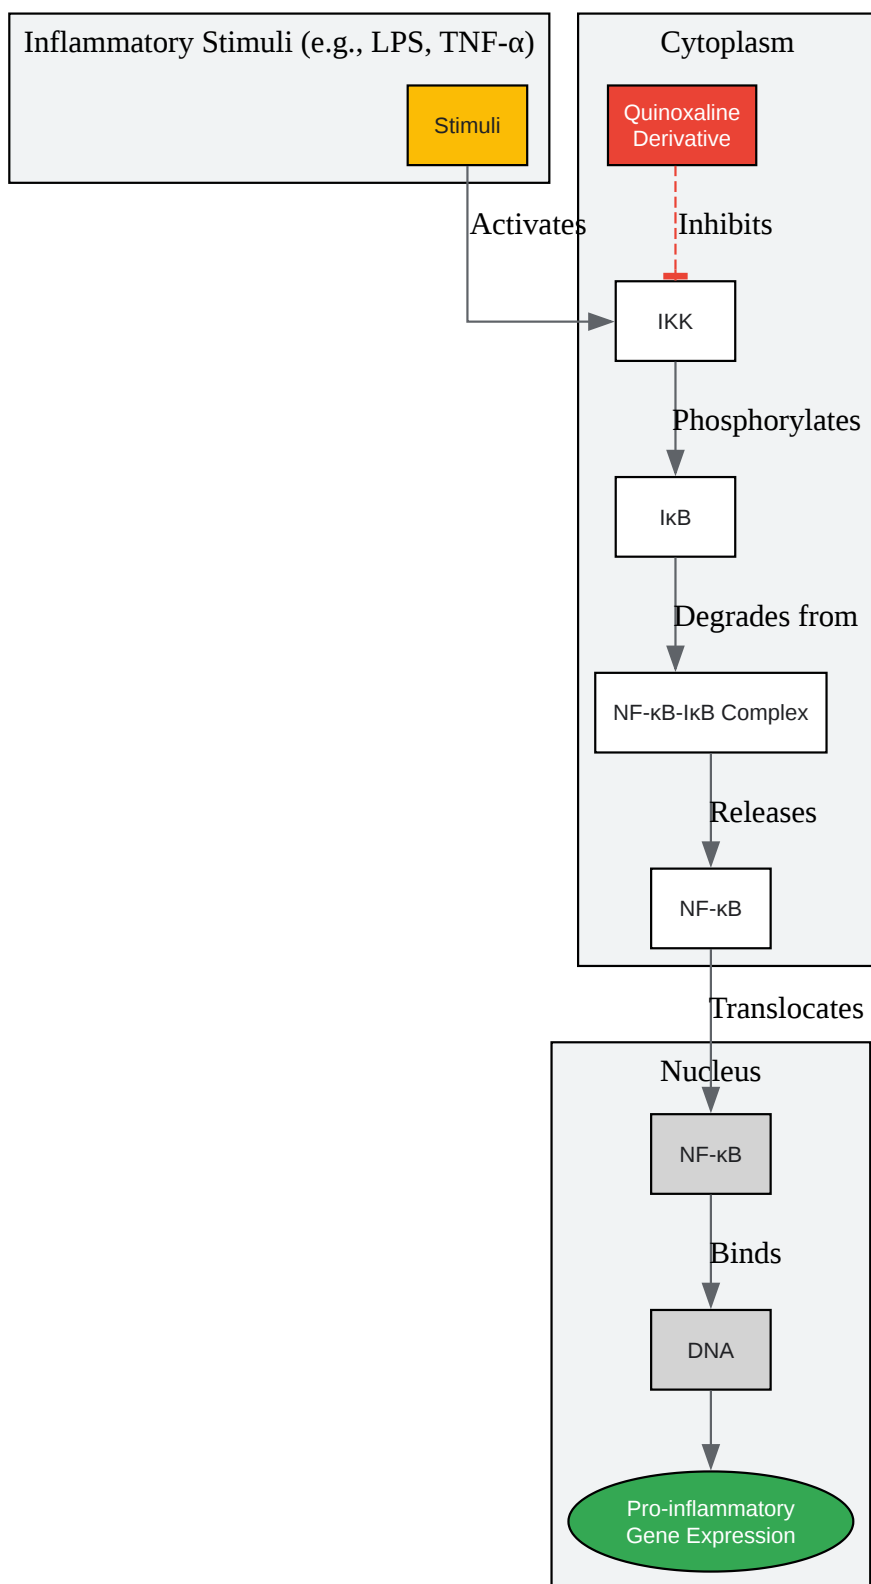 Inflammatory Stimuli (e.g., LPS, TNF-α)
Cytoplasm
Stimuli
Quinoxaline
Derivative
Activates
Inhibits
IKK
Phosphorylates
IκB
Degrades from
NF-κB-IκB Complex
Releases
NF-κB
Translocates
Nucleus
NF-κB
Binds
DNA
Pro-inflammatory
Gene Expression